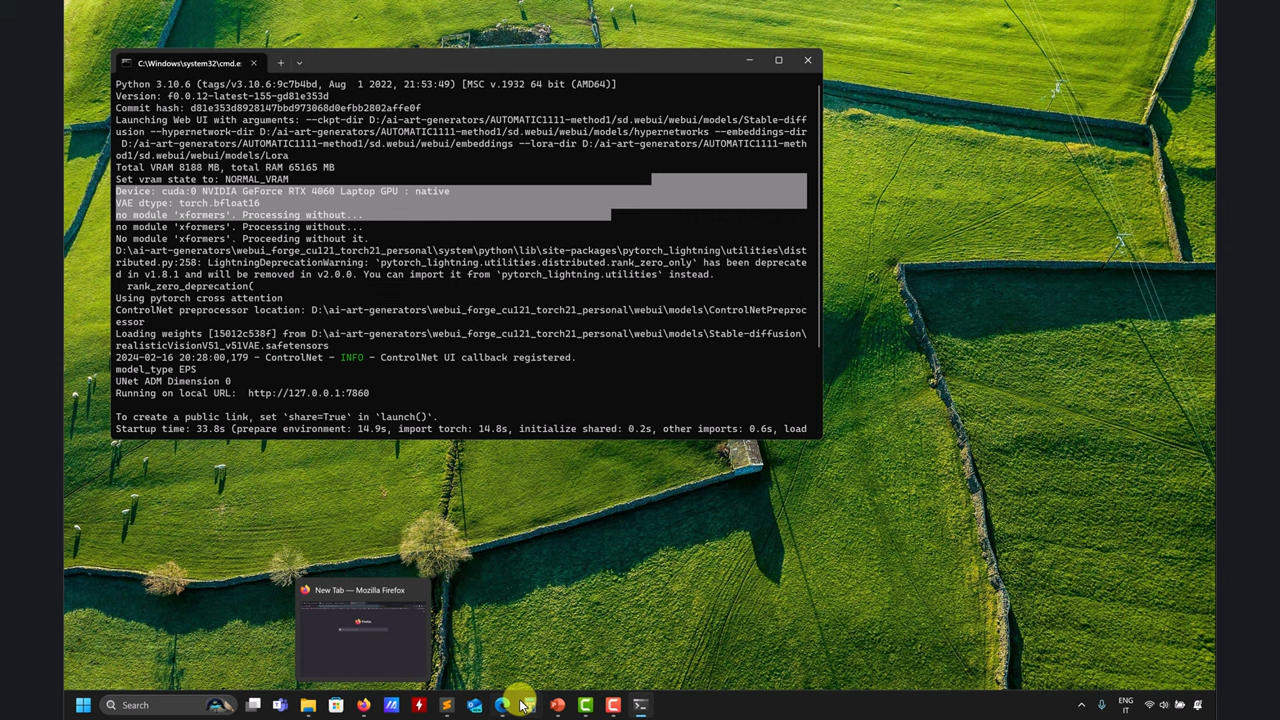 C:\Windows\system32\cmd.e
Python 3.10.6 (tags/v3.10.6:9c7b4bd, Aug  1 2022, 21:53:49) [MSC v.1932 64 bit (AMD64)]
Version: f0.0.12-latest-155-gd81e353d
Commit hash: d81e353d8928147bbd973068d0efbb2802affe0f
Launching Web UI with arguments: --ckpt-dir D:/ai-art-generators/AUTOMATIC1111-method1/sd.webui/webui/models/Stable-diff
usion --hypernetwork-dir D:/ai-art-generators/AUTOMATIC1111-method1/sd.webui/webui/models/hypernetworks --embeddings-dir
D:/ai-art-generators/AUTOMATIC1111-method1/sd.webui/webui/embeddings --lora-dir D:/ai-art-generators/AUTOMATIC1111-meth
od1/sd.webui/webui/models/Lora
Total VRAM 8188 MB, total RAM 65165 MB
Set vram state to: NORMAL_VRAM
Device: cuda:0 NVIDIA GeForce RTX 4060 Laptop GPU : native
VAE dtype: torch.bfloat16
no module 'xformers'. Processing without...
no module 'xformers'. Processing without...
No module 'xformers'. Proceeding without it.
D:\ai-art-generators\webui_forge_cu121_torch21_personal\system\python\lib\site-packages\pytorch_lightning\utilities\dist
ributed.py:258: LightningDeprecationWarning: `pytorch_lightning.utilities.distributed.rank_zero_only` has been deprecate
d in v1.8.1 and will be removed in v2.0.0. You can import it from `pytorch_lightning.utilities` instead.
rank_zero_deprecation(
Using pytorch cross attention
ControlNet preprocessor location: D:\ai-art-generators\webui_forge_cu121_torch21_personal\webui\models\ControlNetPreproc
essor
Loading weights [15012c538f] from D:\ai-art-generators\webui_forge_cu121_torch21_personal\webui\models\Stable-diffusion\
realisticVisionV51_v51VAE.safetensors
2024-02-16 20:28:00,179 - ControlNet - INFO - ControlNet UI callback registered.
model_type EPS
UNet ADM Dimension 0
Running on local URL:  http://127.0.0.1:7860
To create a public link, set `share=True` in `launch()`.
Startup time: 33.8s (prepare environment: 14.9s, import torch: 14.8s, initialize shared: 0.2s, other imports: 0.6s, load
New Tab — Mozilla Firefox
Search
ENG
IT